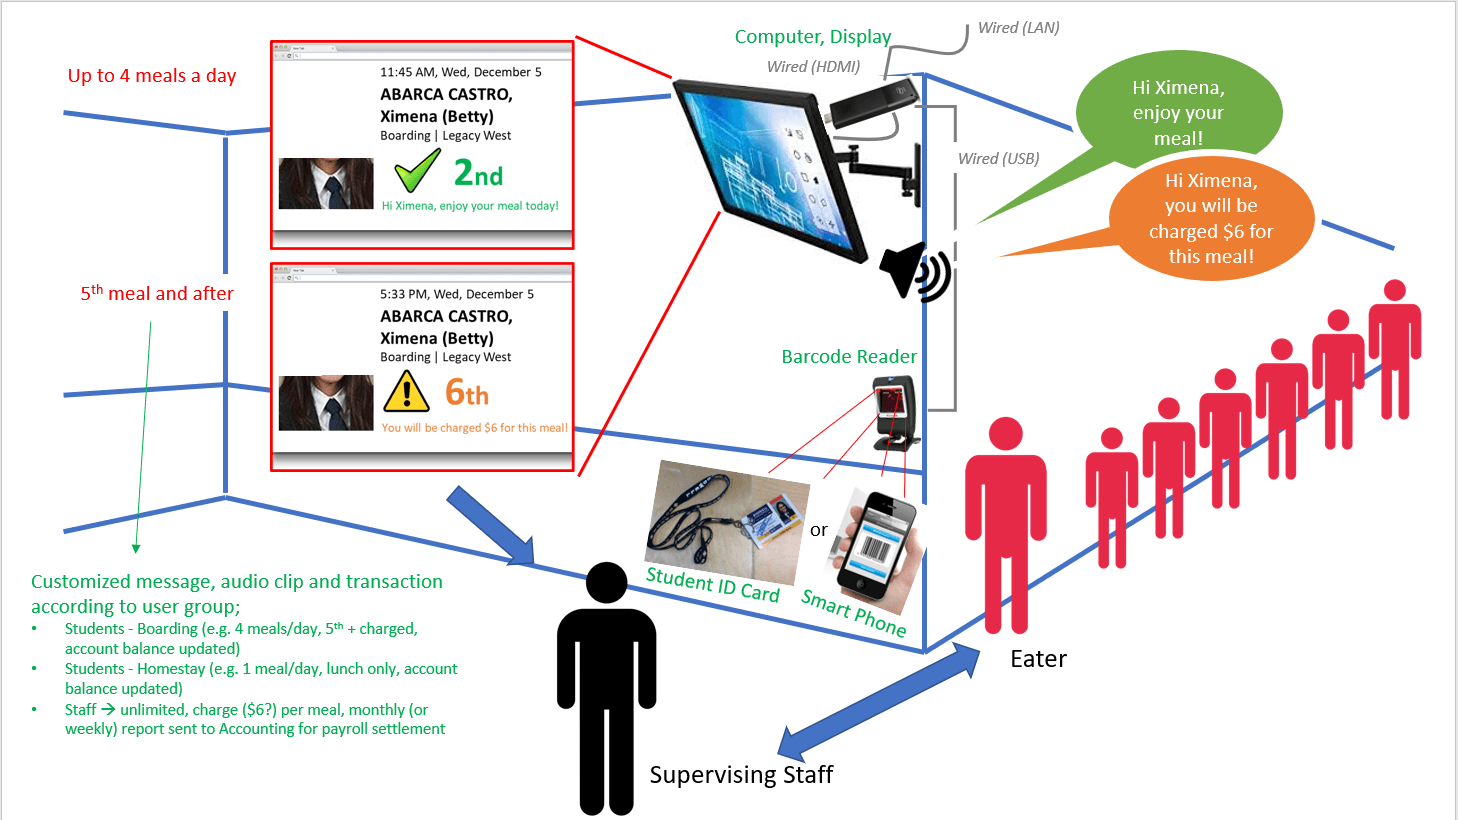 Up to 4 meals a day
11:45 AM, Wed, December 5
ABARCA CASTRO,
Ximena (Betty)
Boarding | Legacy West
2nd
Hi Ximena, enjoy your meal today!
5th meal and after
5:33 PM, Wed, December 5
ABARCA CASTRO,
Ximena (Betty)
Boarding | Legacy West
6th
You will be charged $6 for this meal!
Computer, Display
Wired (HDMI)
Wired (LAN)
Wired (USB)
Hi Ximena,
enjoy your
meal!
Hi Ximena,
you will be
charged $6 for
this meal!
Barcode Reader
or
Student ID Card
Smart Phone
Eater
Supervising Staff
Customized message, audio clip and transaction
according to user group;
• Students - Boarding (e.g. 4 meals/day, 5th + charged,
account balance updated)
• Students - Homestay (e.g. 1 meal/day, lunch only, account
balance updated)
• Staff → unlimited, charge ($6?) per meal, monthly (or
weekly) report sent to Accounting for payroll settlement